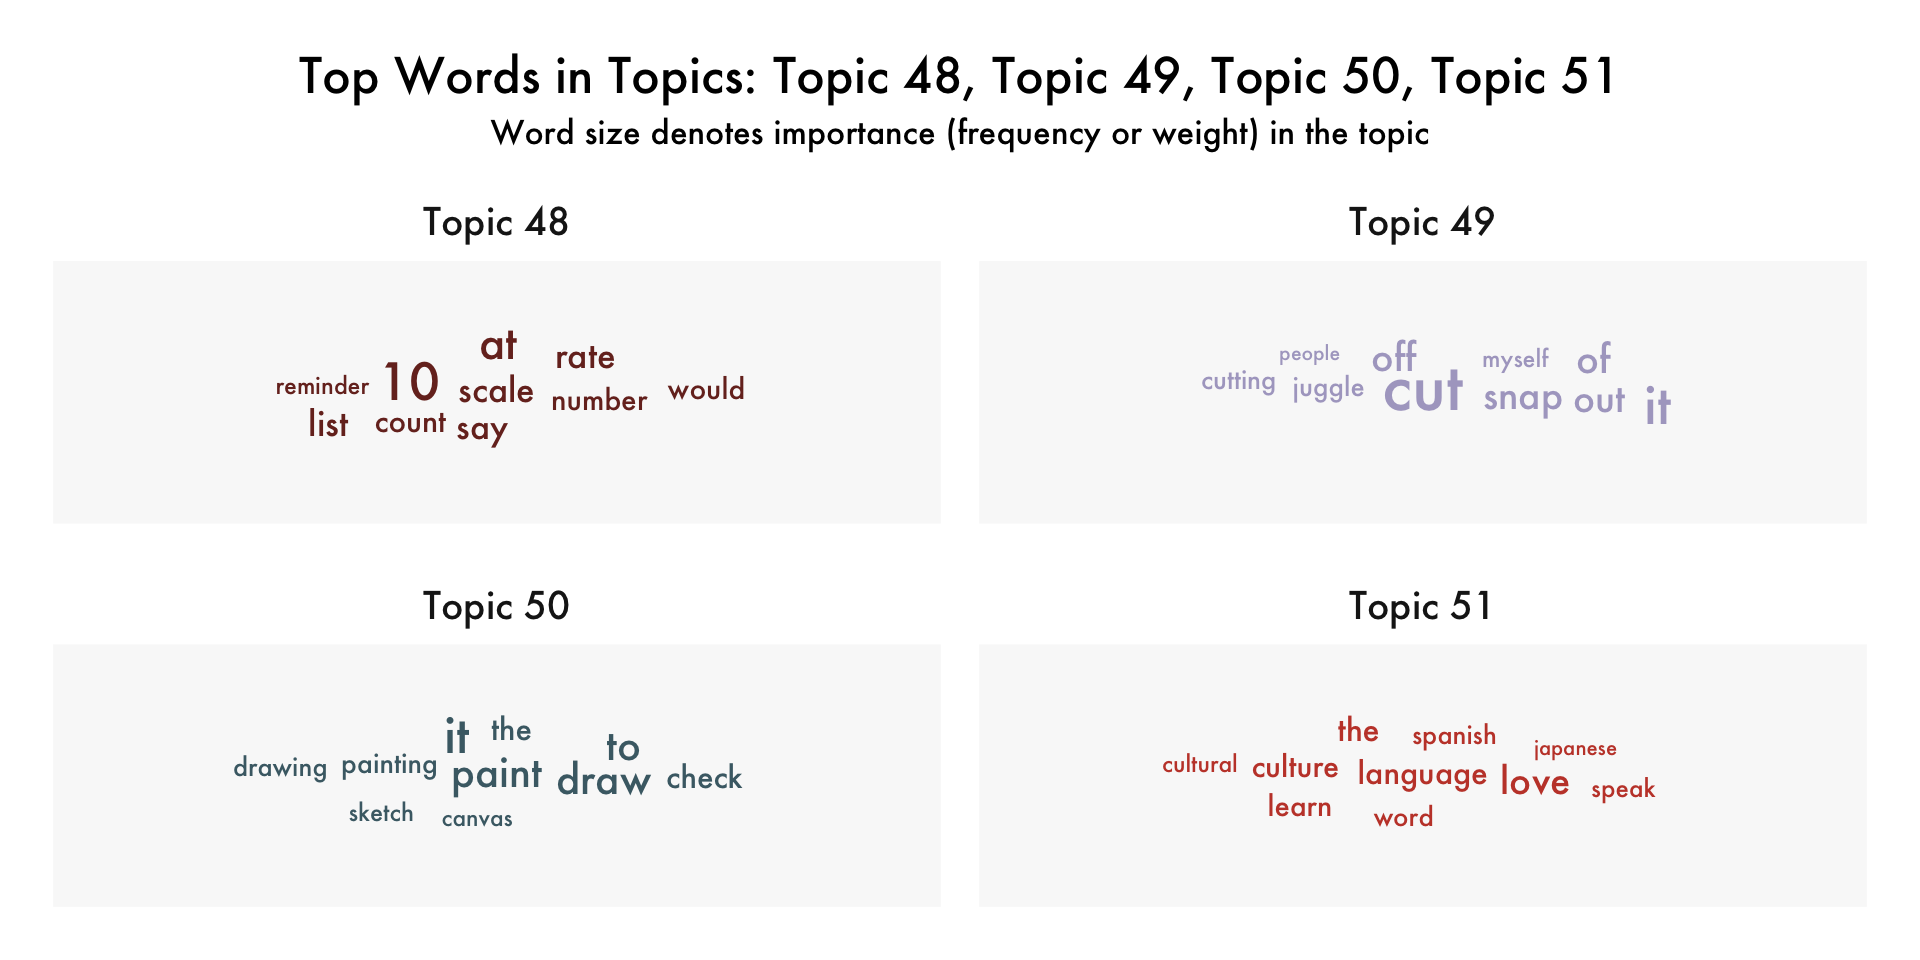 Top Words in Topics: Topic 48, Topic 49, Topic 50, Topic 51
Word size denotes importance (frequency or weight) in the topic
Topic 48
at
rate
reminder 10 scale number would
list count say
Topic 49
people off myself of
cutting juggle cut snap out it
Topic 50
it the
to
drawing painting paint draw check
sketch canvas
Topic 51
the spanish japanese
cultural culture language love speak
learn word